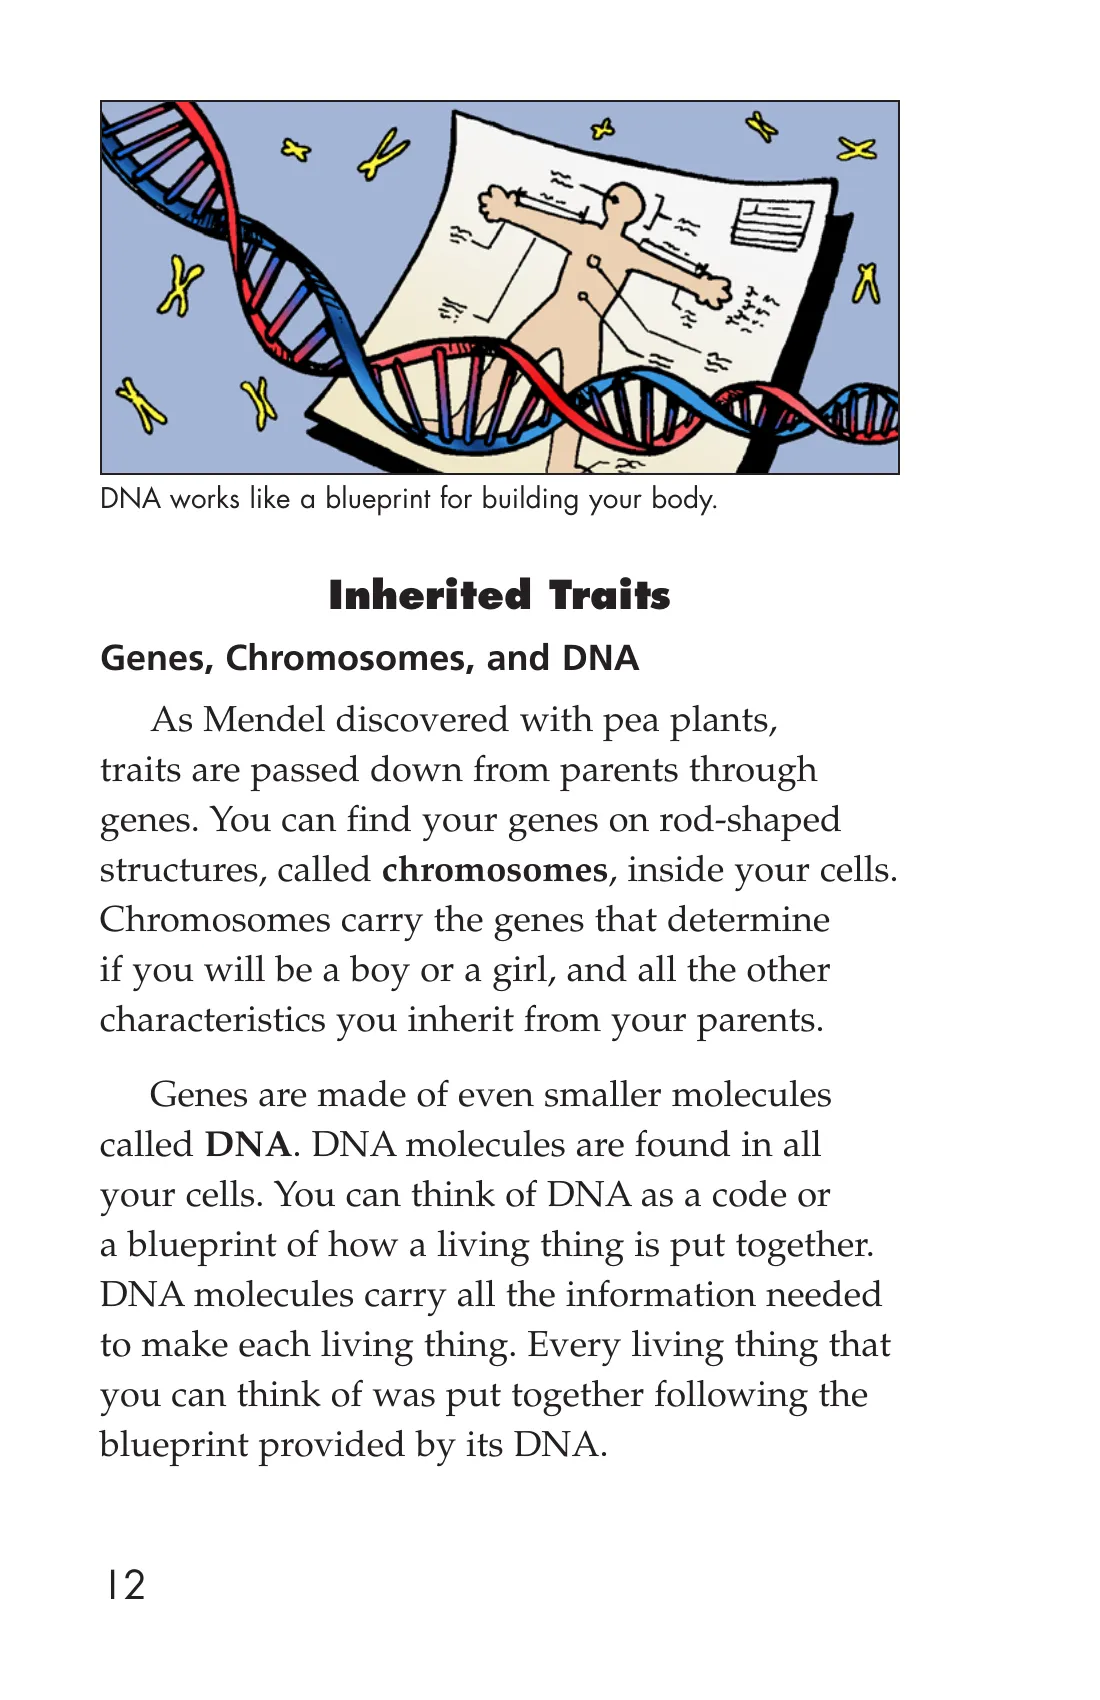 DNA works like a blueprint for building your body.
Inherited Traits
Genes, Chromosomes, and DNA
As Mendel discovered with pea plants,
traits are passed down from parents through
genes. You can find your genes on rod-shaped
structures, called chromosomes, inside your cells.
Chromosomes carry the genes that determine
if you will be a boy or a girl, and all the other
characteristics you inherit from your parents.
Genes are made of even smaller molecules
called DNA. DNA molecules are found in all
your cells. You can think of DNA as a code or
a blueprint of how a living thing is put together.
DNA molecules carry all the information needed
to make each living thing. Every living thing that
you can think of was put together following the
blueprint provided by its DNA.
12